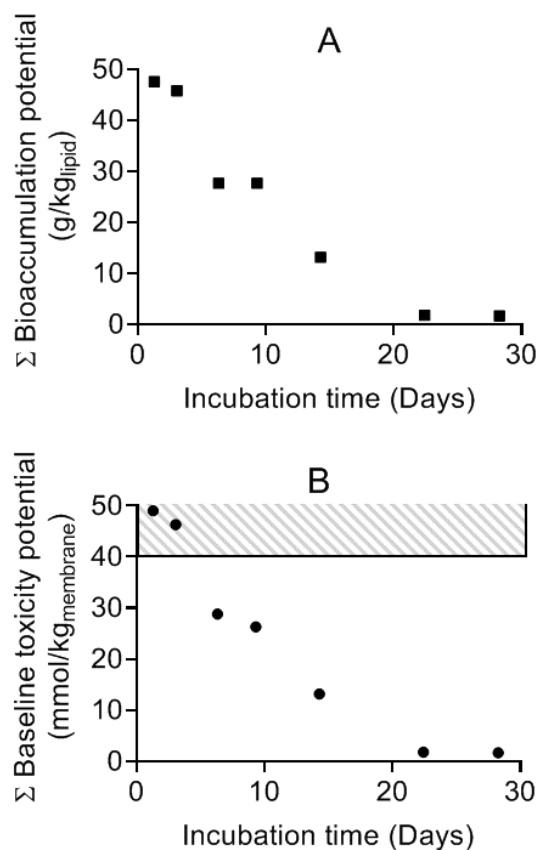 A
Σ Bioaccumulation potential
(g/kglipid)
50
40
30
20
10
0
0 10 20 30
Incubation time (Days)
B
Σ Baseline toxicity potential
(mmol/kgmembrane)
50
40
30
20
10
0
0 10 20 30
Incubation time (Days)